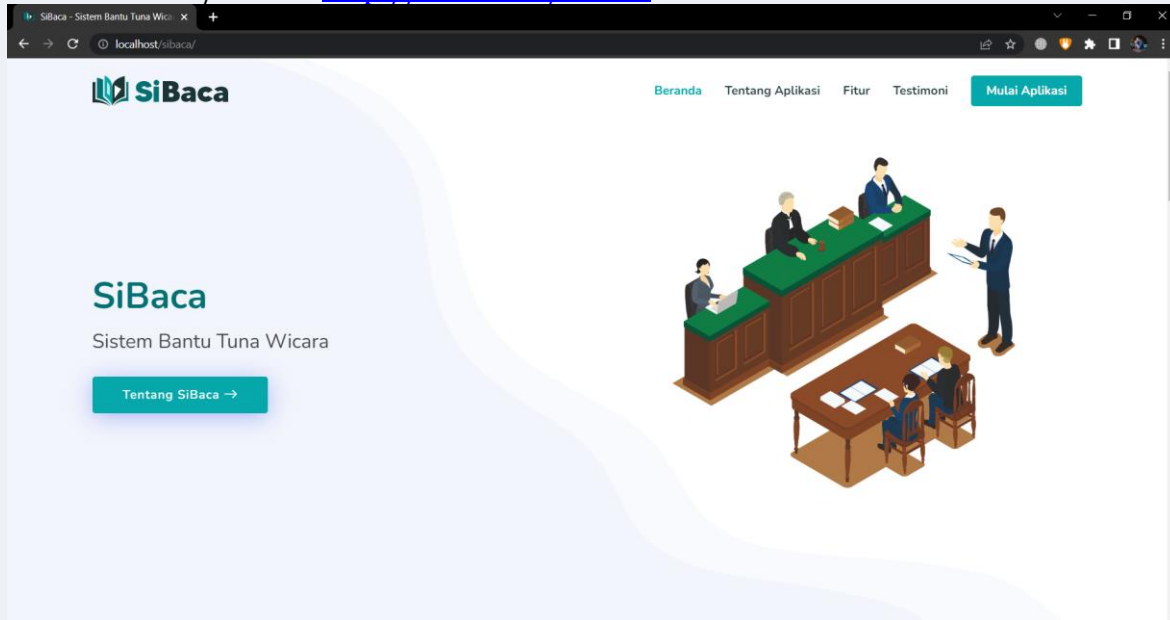 SiBaca - Sistem Bantu Tuna Wica
localhost/sibaca/
SiBaca
Beranda Tentang Aplikasi Fitur Testimoni Mulai Aplikasi
SiBaca
Sistem Bantu Tuna Wicara
Tentang SiBaca →